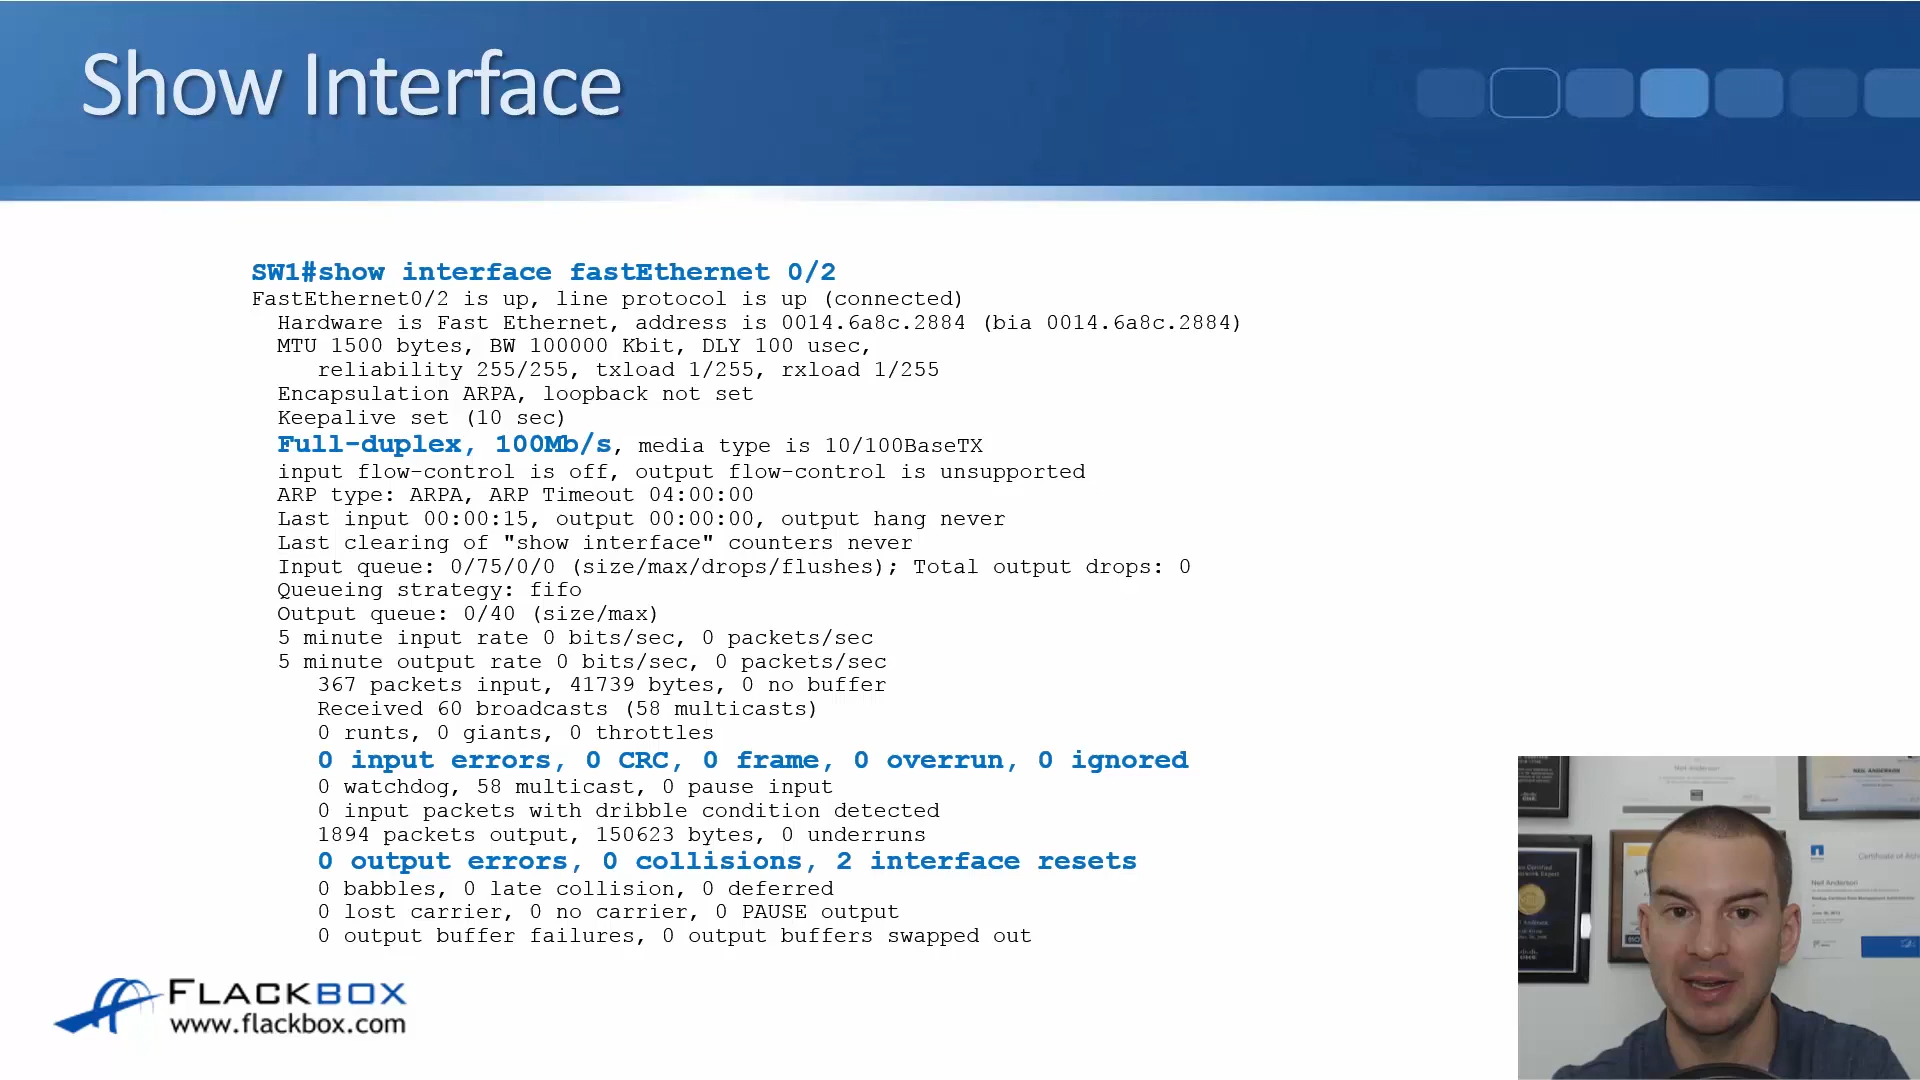 Show Interface
SW1#show interface fastEthernet 0/2
FastEthernet0/2 is up, line protocol is up (connected)
Hardware is Fast Ethernet, address is 0014.6a8c.2884 (bia 0014.6a8c.2884)
MTU 1500 bytes, BW 100000 Kbit, DLY 100 usec,
reliability 255/255, txload 1/255, rxload 1/255
Encapsulation ARPA, loopback not set
Keepalive set (10 sec)
Full-duplex, 100Mb/s, media type is 10/100BaseTX
input flow-control is off, output flow-control is unsupported
ARP type: ARPA, ARP Timeout 04:00:00
Last input 00:00:15, output 00:00:00, output hang never
Last clearing of "show interface" counters never
Input queue: 0/75/0/0 (size/max/drops/flushes); Total output drops: 0
Queueing strategy: fifo
Output queue: 0/40 (size/max)
5 minute input rate 0 bits/sec, 0 packets/sec
5 minute output rate 0 bits/sec, 0 packets/sec
367 packets input, 41739 bytes, 0 no buffer
Received 60 broadcasts (58 multicasts)
0 runts, 0 giants, 0 throttles
0 input errors, 0 CRC, 0 frame, 0 overrun, 0 ignored
0 watchdog, 58 multicast, 0 pause input
0 input packets with dribble condition detected
1894 packets output, 150623 bytes, 0 underruns
0 output errors, 0 collisions, 2 interface resets
0 babbles, 0 late collision, 0 deferred
0 lost carrier, 0 no carrier, 0 PAUSE output
0 output buffer failures, 0 output buffers swapped out
FLACKBOX
www.flackbox.com
Neil Anderson
NEIL ANDERSON
Neil Anderson